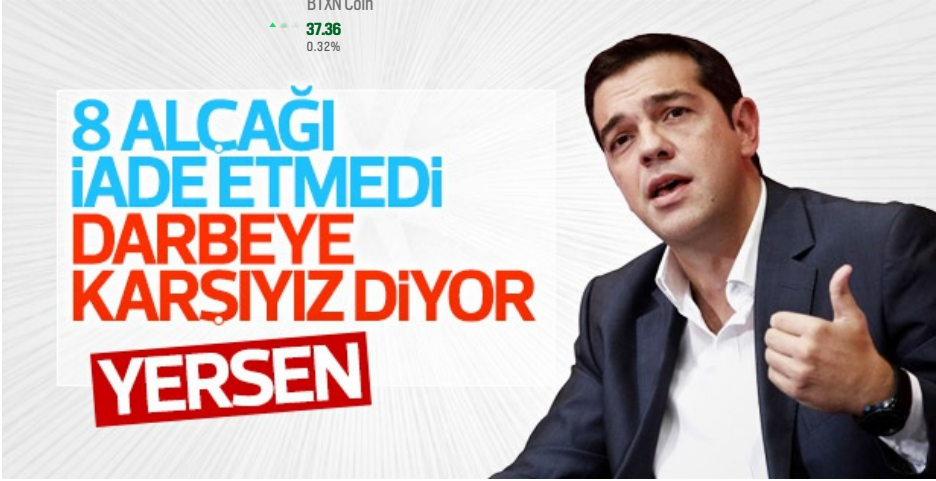 BTXN Coin
37.36
0.32%
8 ALÇAĞI
İADE ETMEDİ
DARBEYE
KARŞIYIZ DİYOR
YERSEN